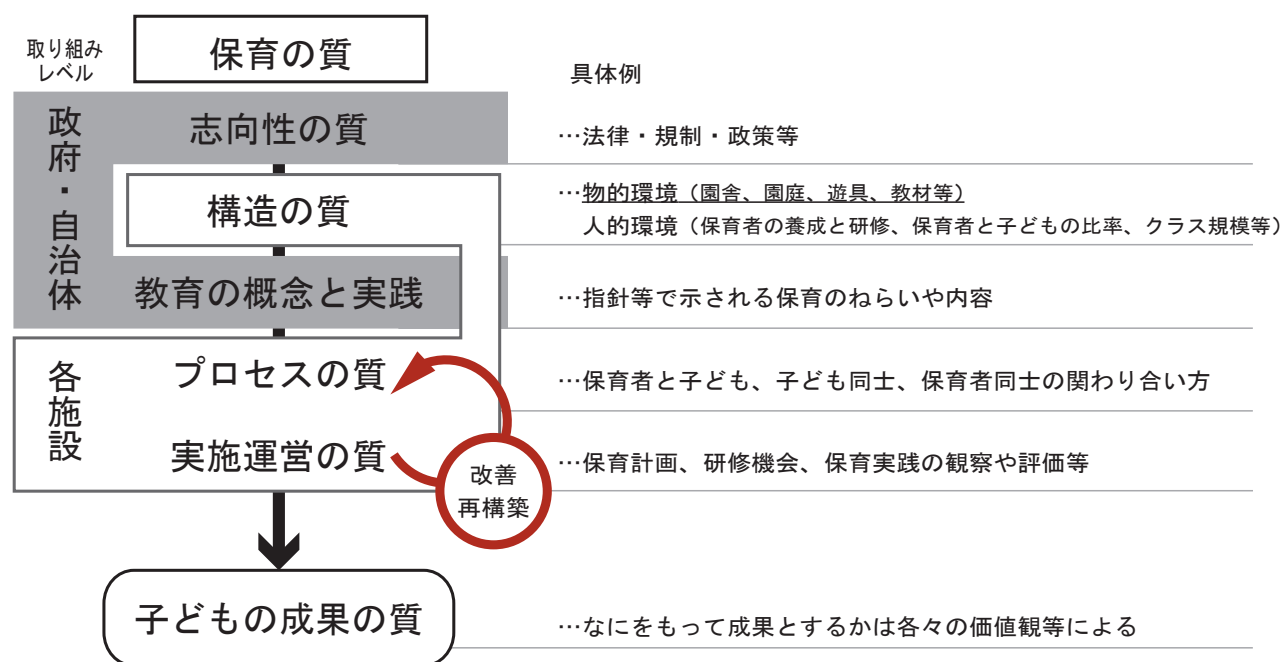 取り組み
レベル
保育の質
具体例
政府・自治体
志向性の質
…法律・規制・政策等
構造の質
…物的環境（園舎、園庭、遊具、教材等）
人的環境（保育者の養成と研修、保育者と子どもの比率、クラス規模等）
教育の概念と実践
…指針等で示される保育のねらいや内容
各施設
プロセスの質
…保育者と子ども、子ども同士、保育者同士の関わり合い方
実施運営の質
…保育計画、研修機会、保育実践の観察や評価等
改善
再構築
子どもの成果の質
…なにをもって成果とするかは各々の価値観等による